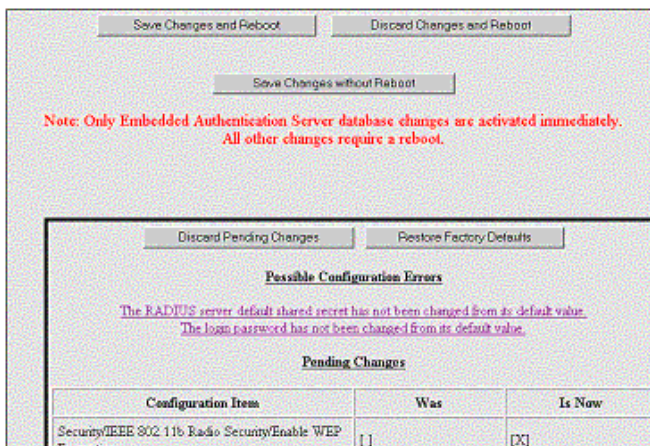 Save Changes and Reboot
Discard Changes and Reboot
Save Changes without Reboot
Note: Only Embedded Authentication Server database changes are activated immediately.
All other changes require a reboot.
Discard Pending Changes
Restore Factory Defaults
Possible Configuration Errors
The RADIUS server default shared secret has not been changed from its default value.
The login password has not been changed from its default value.
Pending Changes
Configuration Item
Was
Is Now
Security/IEEE 802.11b Radio Security/Enable WEP
[ ]
[X]